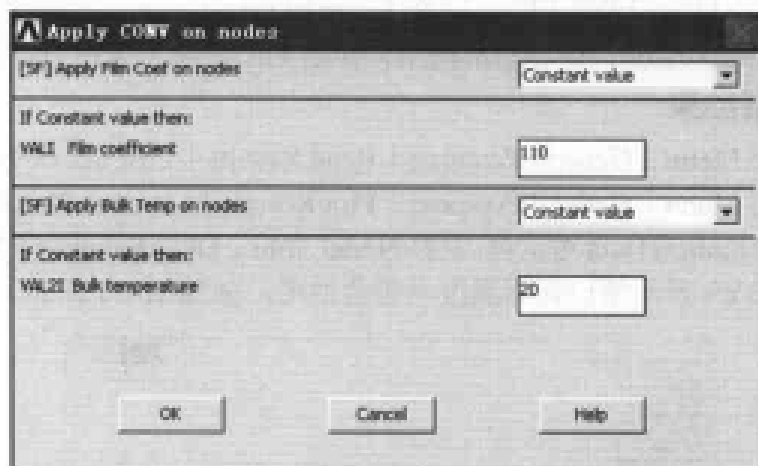 Apply CONV on nodes
[SF] Apply Film Coef on nodes
Constant value
If Constant value then:
VALI Film coefficient
110
[SF] Apply Bulk Temp on nodes
Constant value
If Constant value then:
VAL2I Bulk temperature
20
OK
Cancel
Help